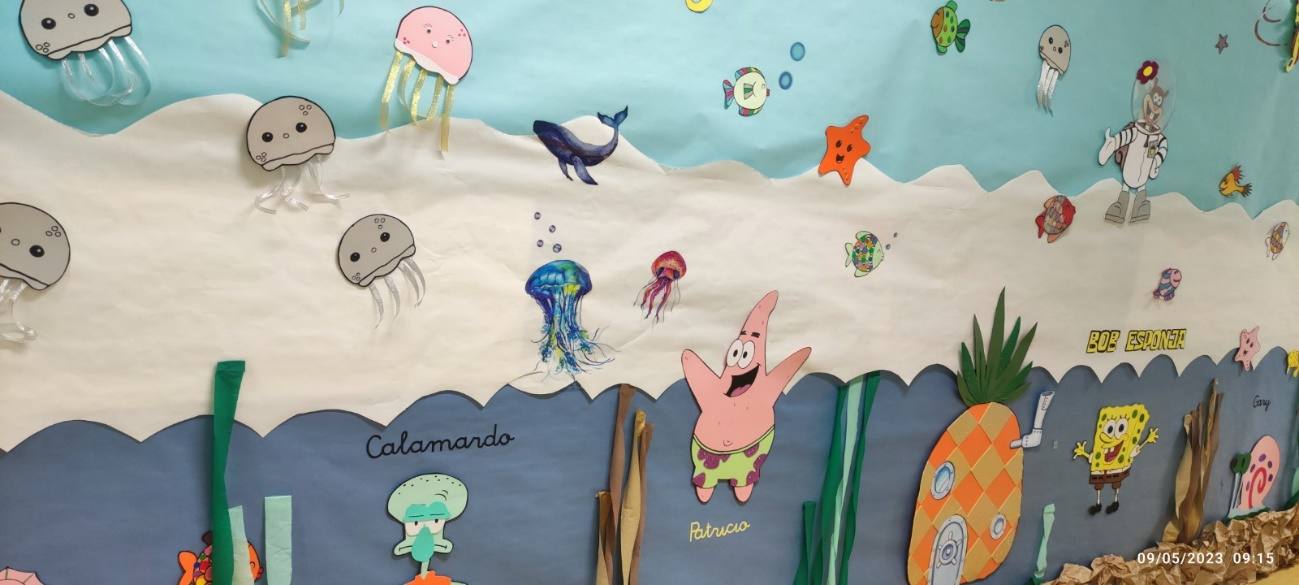 BOB ESPONJA
Gary
Calamardo
Patricio
09/05/2023 09:15